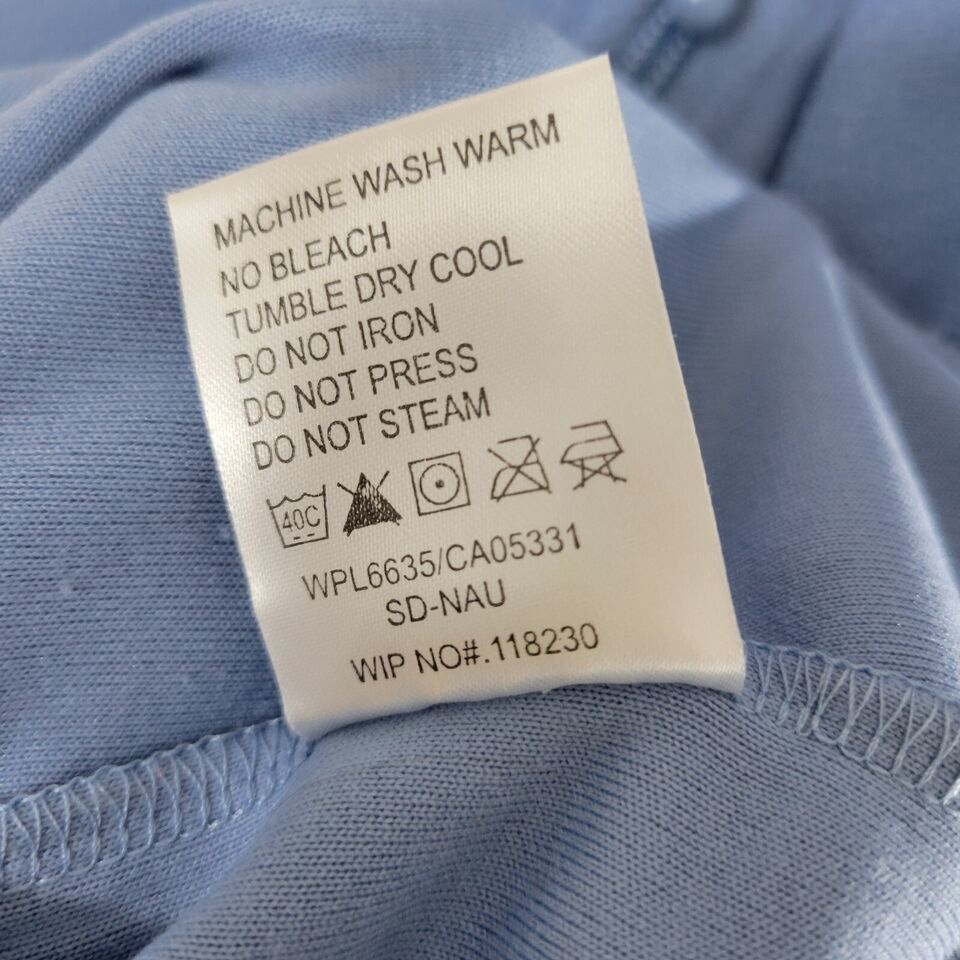 MACHINE WASH WARM
NO BLEACH
TUMBLE DRY COOL
DO NOT IRON
DO NOT PRESS
DO NOT STEAM
40C
WPL6635/CA05331
SD-NAU
WIP NO#.118230